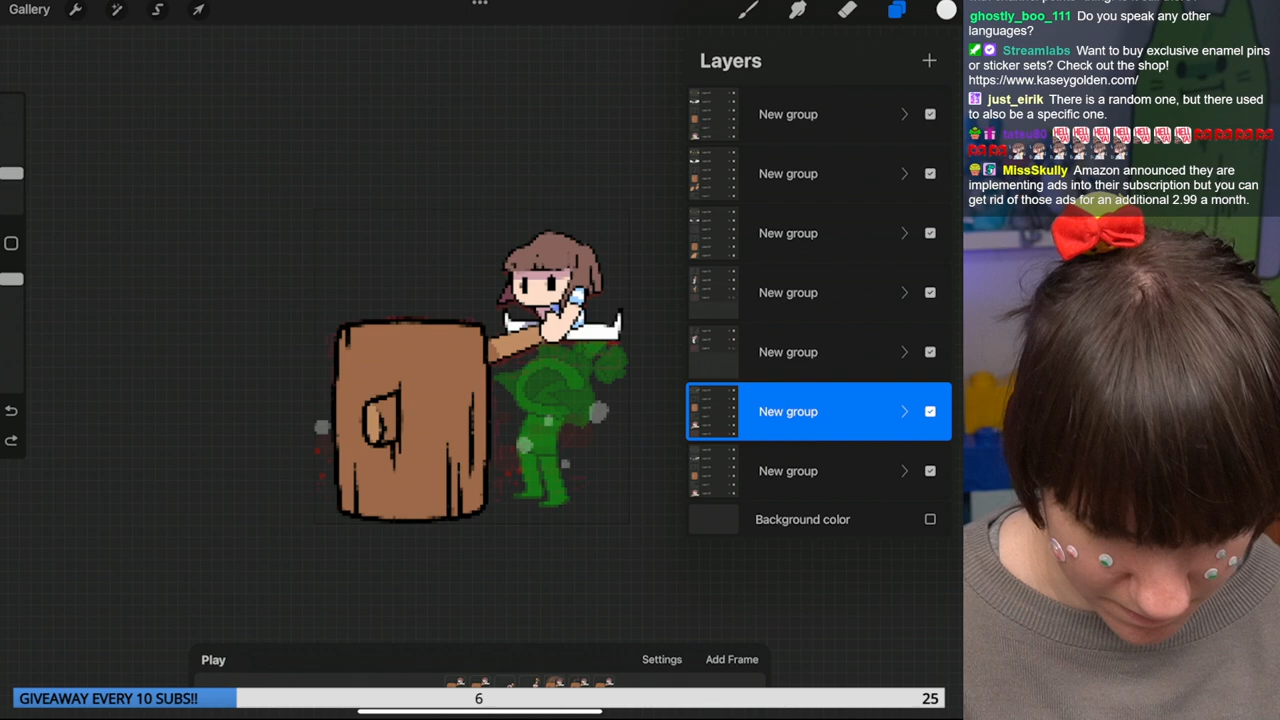 Gallery
Layers
New group
New group
New group
New group
New group
New group
New group
Background color
Play
Settings
Add Frame
GIVEAWAY EVERY 10 SUBS!!
6
25
ghostly_boo_111 Do you speak any other
languages?
Streamlabs Want to buy exclusive enamel pins
or sticker sets? Check out the shop!
https://www.kaseygolden.com/
just_eirik There is a random one, but there used
to also be a specific one.
MissSkully Amazon announced they are
implementing ads into their subscription but you can
get rid of those ads for an additional 2.99 a month.